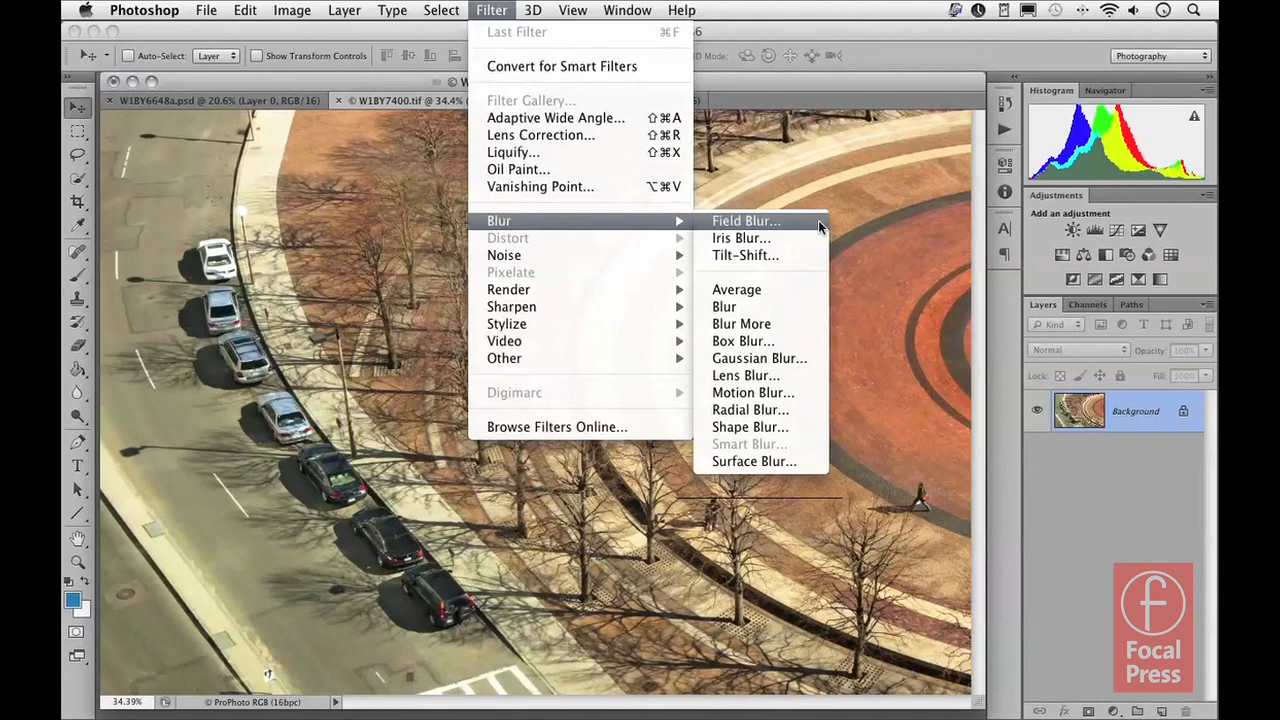 Photoshop File Edit Image Layer Type Select Filter 3D View Window Help
Auto-Select: Layer Show Transform Controls
Mode:
Photography
W1BY6648a.psd @ 20.6% (Layer 0, RGB/16)
© W1BY7400.tif @ 34.4%
Last Filter ⌘F
Convert for Smart Filters
Filter Gallery...
Adaptive Wide Angle... ⇧⌘A
Lens Correction... ⇧⌘R
Liquify... ⇧⌘X
Oil Paint...
Vanishing Point... ⌥⌘V
Blur
Distort
Noise
Pixelate
Render
Sharpen
Stylize
Video
Other
Digimarc
Browse Filters Online...
Field Blur...
Iris Blur...
Tilt-Shift...
Average
Blur
Blur More
Box Blur...
Gaussian Blur...
Lens Blur...
Motion Blur...
Radial Blur...
Shape Blur...
Smart Blur...
Surface Blur...
Histogram Navigator
Adjustments
Add an adjustment
Layers Channels Paths
Kind
Normal Opacity: 100%
Lock: Fill: 100%
Background
34.39% © ProPhoto RGB (16bpc)
f
Focal
Press